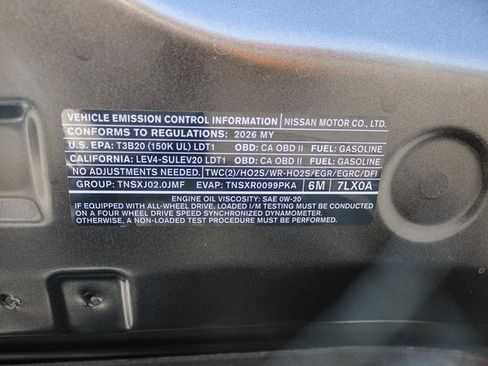 VEHICLE EMISSION CONTROL INFORMATION NISSAN MOTOR CO., LTD.
CONFORMS TO REGULATIONS: 2026 MY
U.S. EPA: T3B20 (150K UL) LDT1 OBD: CA OBD II FUEL: GASOLINE
CALIFORNIA: LEV4-SULEV20 LDT1 OBD: CA OBD II FUEL: GASOLINE
NO ADJUSTMENTS NEEDED. TWC(2)/HO2S/WR-HO2S/EGR/EGRC/DFI
GROUP: TNSXJ02.0JMF EVAP: TNSXR0099PKA 6M 7LX0A
ENGINE OIL VISCOSITY: SAE 0W-20
IF EQUIPPED WITH ALL-WHEEL DRIVE, LOADED I/M TESTING MUST BE CONDUCTED
ON A FOUR WHEEL DRIVE SPEED SYNCHRONIZED DYNAMOMETER.
OTHERWISE, A NON-LOADED TEST PROCEDURE MUST BE USED.